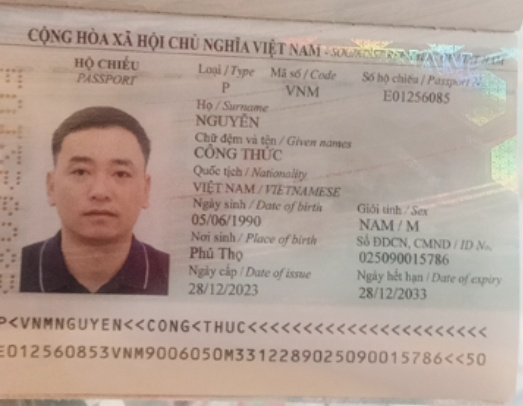 CỘNG HÒA XÃ HỘI CHỦ NGHĨA VIỆT NAM
HỘ CHIẾU
PASSPORT
Loại / Type Mã số / Code Số hộ chiếu / Passport N.
P VNM E01256085
Họ / Surname
NGUYỄN
Chữ đệm và tên / Given names
CÔNG THỨC
Quốc tịch / Nationality
VIỆT NAM / VIETNAMESE
Ngày sinh / Date of birth Giới tính / Sex
05/06/1990 NAM / M
Nơi sinh / Place of birth Số ĐDCN, CMND / ID No.
Phú Thọ 025090015786
Ngày cấp / Date of issue Ngày hết hạn / Date of expiry
28/12/2023 28/12/2033
P<VNMNGUYEN<<CONG<THUC<<<<<<<<<<<<<<<<<<<<<<
E012560853VNM9006050M3312289025090015786<<50